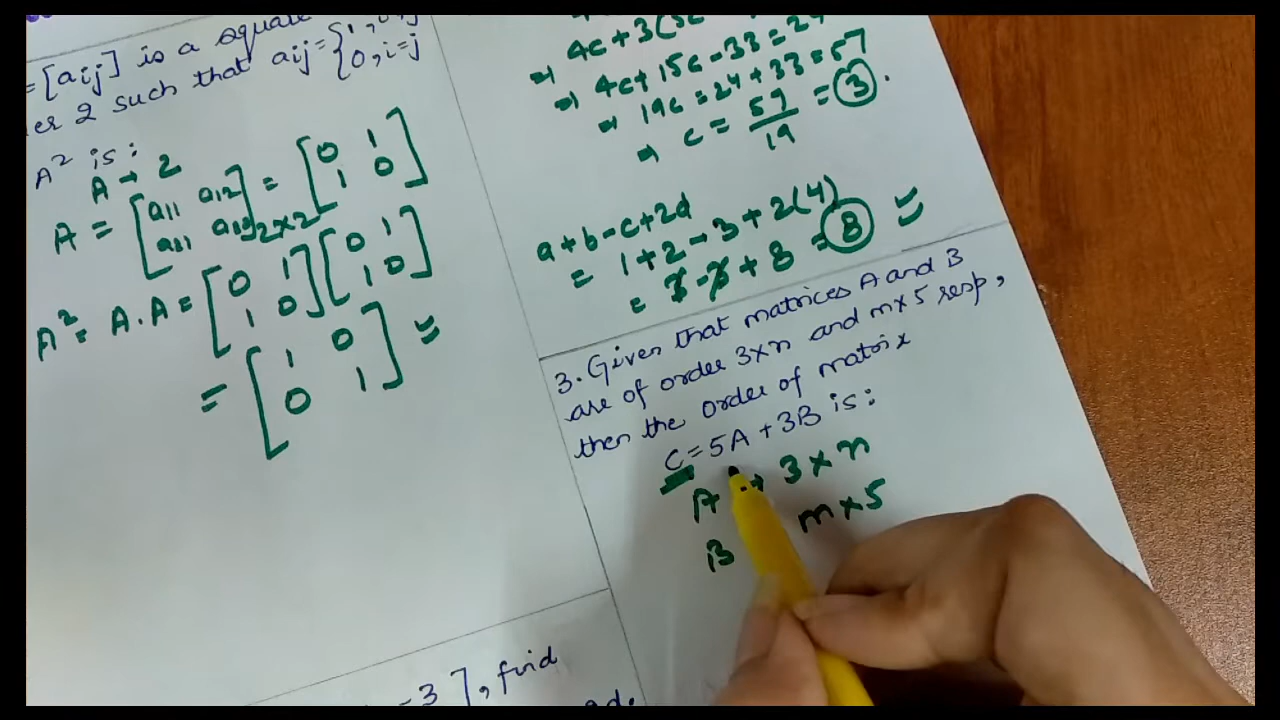 =[aij] is a square
er 2 such that aij={1,
{0, i=j
A² is:
A → 2
A = [a11 a12 = [0 1
a21 ]2×2 1 0]
A² = A.A = [0 1 [0 1
1 0] 1 0]
= [1 0
0 1]
⇒ 4c+3(5c
⇒ 4c+15c-33=2
⇒ 19c = 24+33=57
⇒ c = 57/19 = 3.
a+b-c+2d
= 1+2-3+2(4)
= 3-3+8 = 8
3. Given that matrices A and B
are of order 3×n and m×5 resp,
then the order of matrix
C=5A+3B is:
A → 3×n
B m×5
-3], find